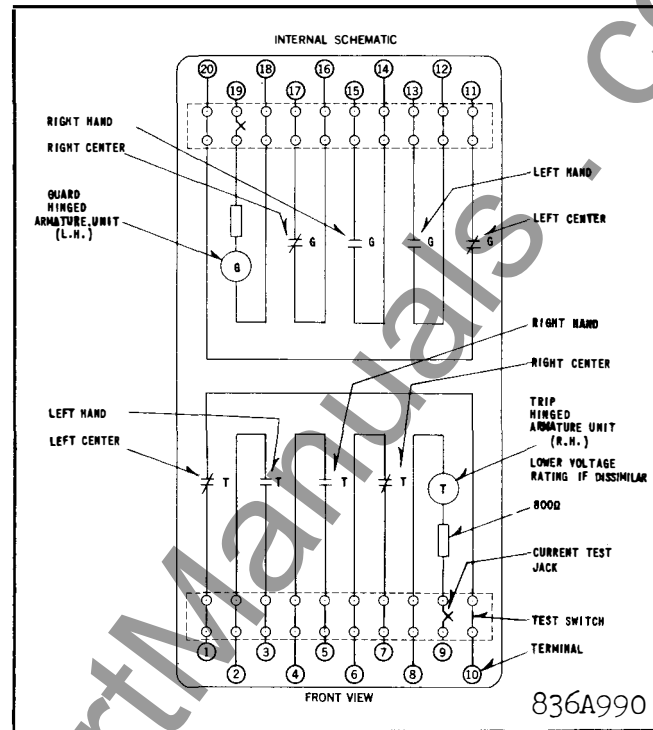 INTERNAL SCHEMATIC
20 18 16 14 12
19 17 15 13 11
RIGHT HAND
RIGHT CENTER
GUARD
HINGED
ARMATURE UNIT
(L.H.)
G
G
G
G
G
LEFT HAND
LEFT CENTER
RIGHT HAND
RIGHT CENTER
LEFT HAND
LEFT CENTER
T
T
T
T
T
TRIP
HINGED
ARMATURE UNIT
(R.H.)
LOWER VOLTAGE
RATING IF DISSIMILAR
800Ω
CURRENT TEST
JACK
TEST SWITCH
TERMINAL
1 3 5 7 9
2 4 6 8 10
FRONT VIEW
836A990